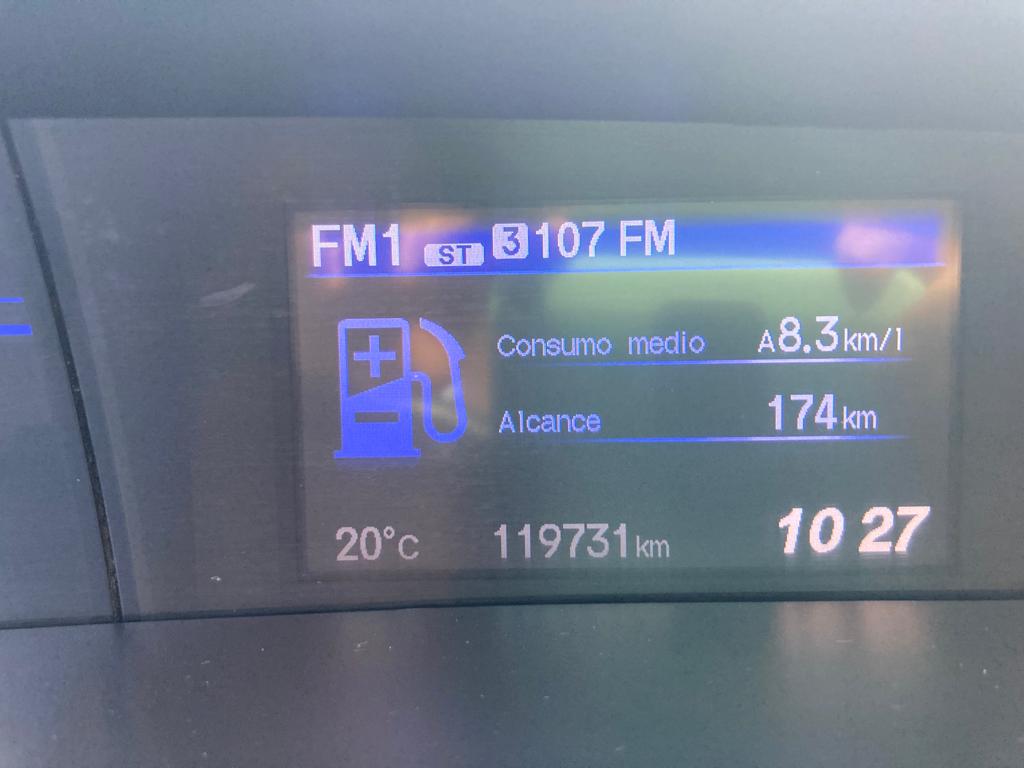 FM1 ST 3 107 FM
Consumo medio A8.3km/l
Alcance 174km
20°C 119731km 10 27